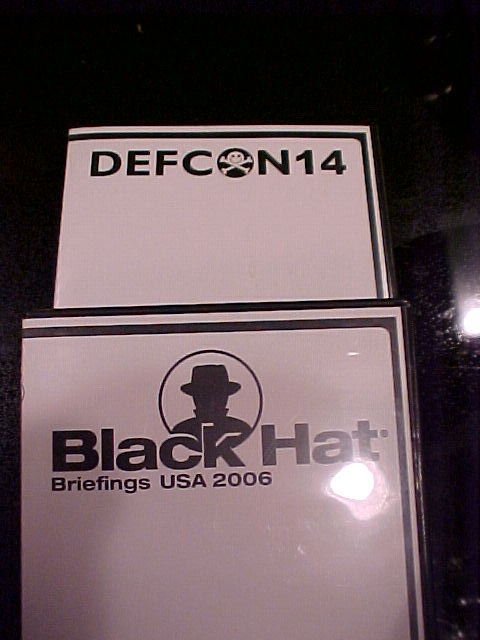 DEFCON14
Black Hat®
Briefings USA 2006